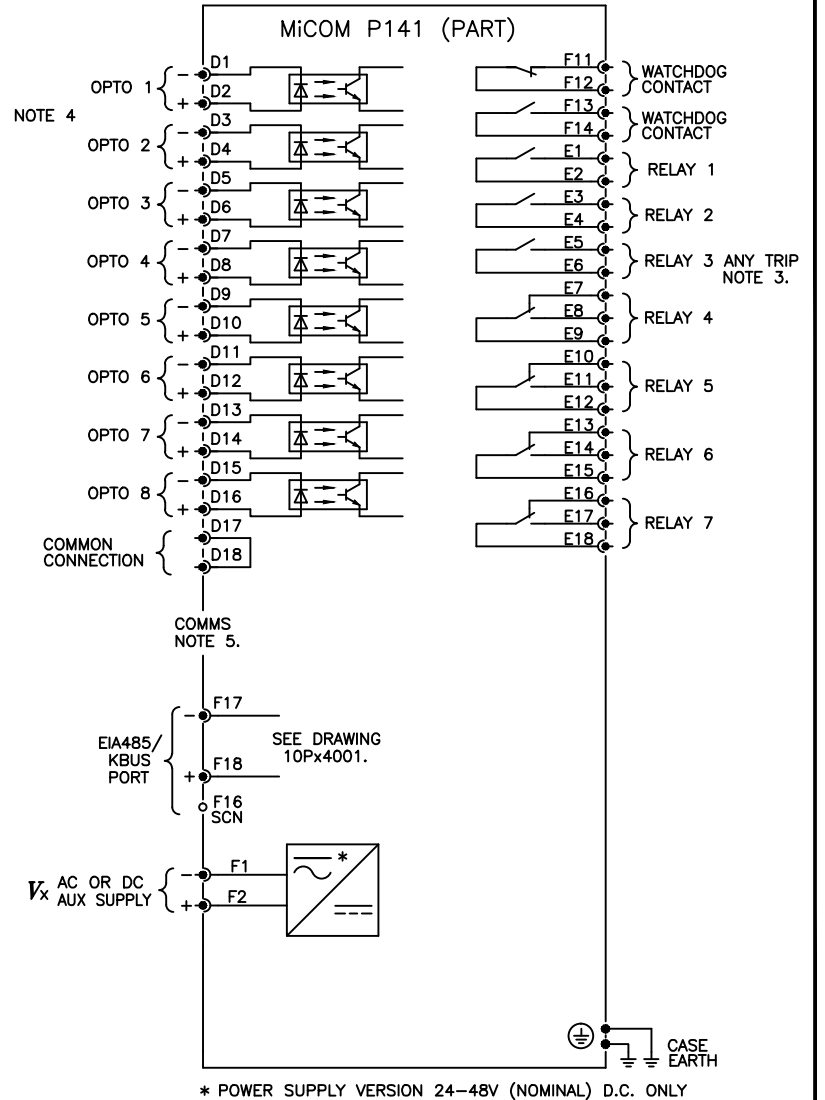 MiCOM P141 (PART)
NOTE 4
OPTO 1
-
D1
+
D2
OPTO 2
-
D3
+
D4
OPTO 3
-
D5
+
D6
OPTO 4
-
D7
+
D8
OPTO 5
-
D9
+
D10
OPTO 6
-
D11
+
D12
OPTO 7
-
D13
+
D14
OPTO 8
-
D15
+
D16
COMMON
CONNECTION
D17
D18
F11
F12
WATCHDOG
CONTACT
F13
F14
WATCHDOG
CONTACT
E1
E2
RELAY 1
E3
E4
RELAY 2
E5
E6
RELAY 3 ANY TRIP
NOTE 3.
E7
E8
E9
RELAY 4
E10
E11
E12
RELAY 5
E13
E14
E15
RELAY 6
E16
E17
E18
RELAY 7
COMMS
NOTE 5.
EIA485/
KBUS
PORT
-
F17
+
F18
F16
SCN
SEE DRAWING
10Px4001.
Vx AC OR DC
AUX SUPPLY
-
F1
+
F2
*
CASE
EARTH
* POWER SUPPLY VERSION 24-48V (NOMINAL) D.C. ONLY